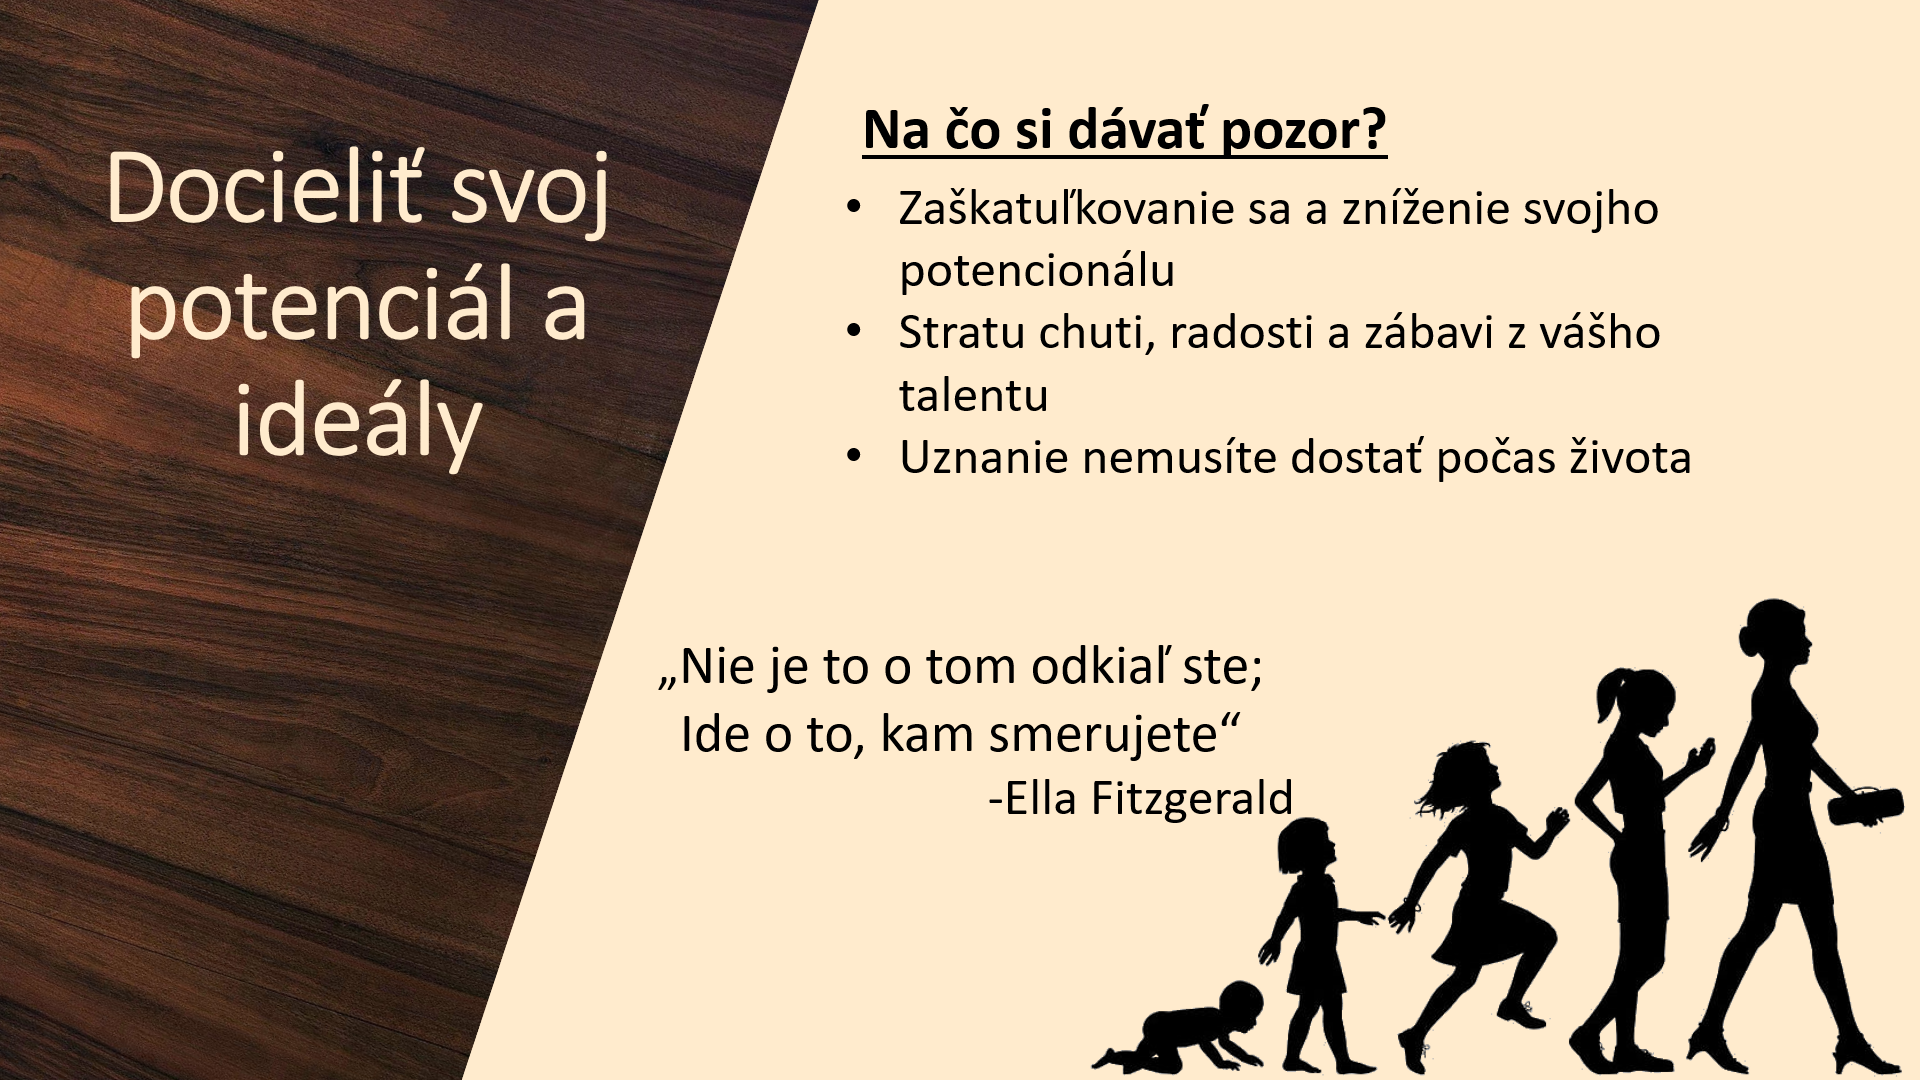 Docieliť svoj
potenciál a
ideály
Na čo si dávať pozor?
• Zaškatuľkovanie sa a zníženie svojho
potencionálu
• Stratu chuti, radosti a zábavi z vášho
talentu
• Uznanie nemusíte dostať počas života
„Nie je to o tom odkiaľ ste;
Ide o to, kam smerujete“
-Ella Fitzgerald